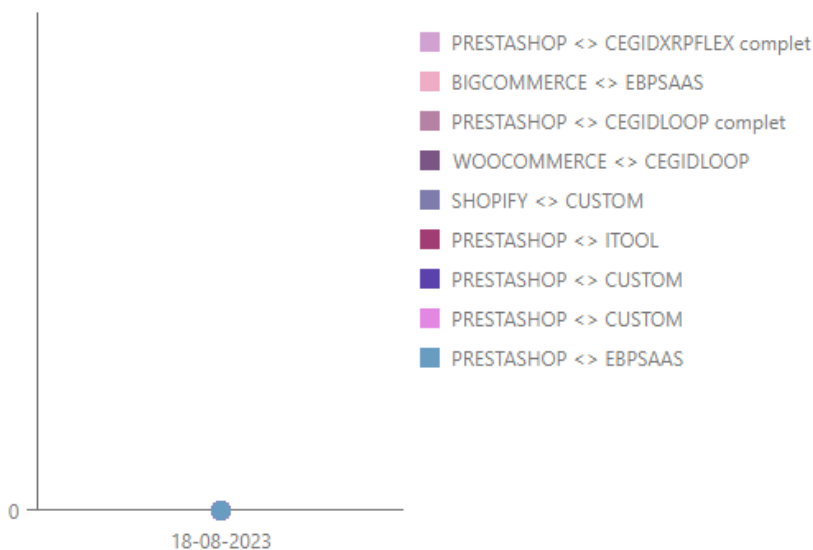 PRESTASHOP <> CEGIDXRPFLEX complet
BIGCOMMERCE <> EBPSAAS
PRESTASHOP <> CEGIDLOOP complet
WOOCOMMERCE <> CEGIDLOOP
SHOPIFY <> CUSTOM
PRESTASHOP <> ITOOL
PRESTASHOP <> CUSTOM
PRESTASHOP <> CUSTOM
PRESTASHOP <> EBPSAAS
0
18-08-2023